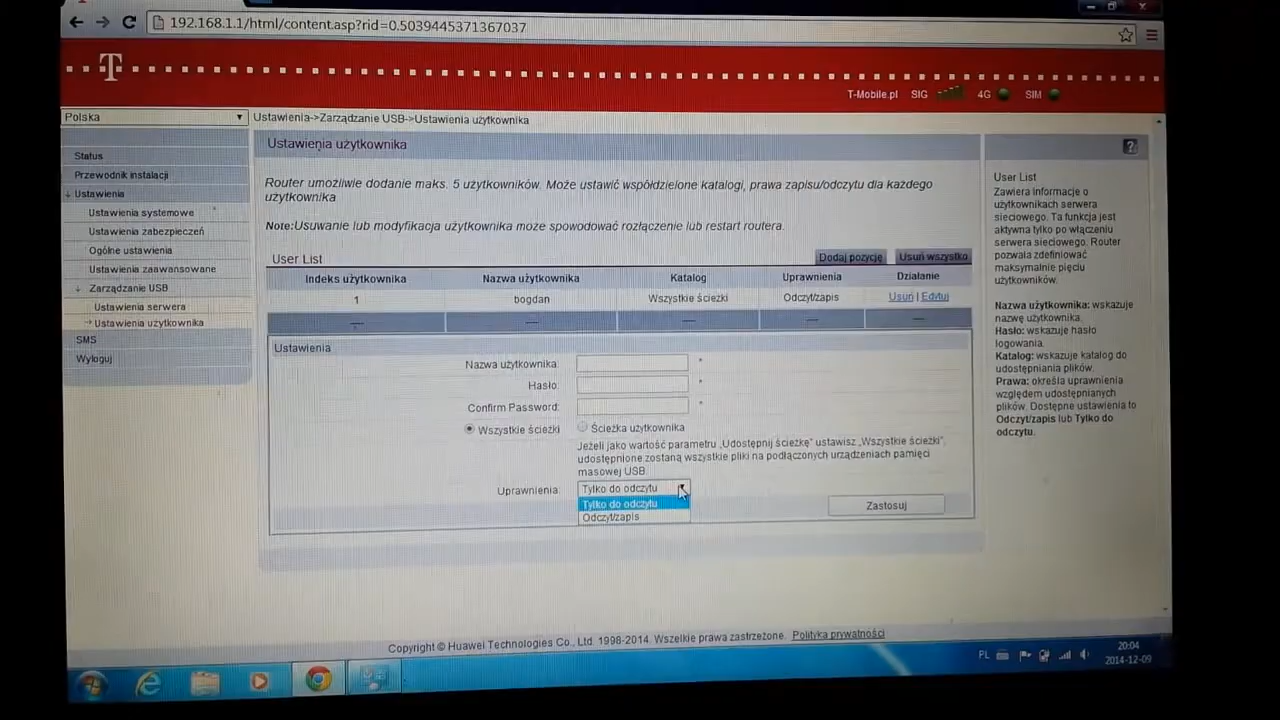 192.168.1.1/html/content.asp?rid=0.5039445371367037
T
T-Mobile.pl SIG 4G SIM
Polska
Ustawienia->Zarządzanie USB->Ustawienia użytkownika
Status
Przewodnik instalacji
Ustawienia
Ustawienia systemowe
Ustawienia zabezpieczeń
Ogólne ustawienia
Ustawienia zaawansowane
Zarządzanie USB
Ustawienia serwera
Ustawienia użytkownika
SMS
Wyloguj
Ustawienia użytkownika
Router umożliwie dodanie maks. 5 użytkowników. Może ustawić współdzielone katalogi, prawa zapisu/odczytu dla każdego
użytkownika
Note:Usuwanie lub modyfikacja użytkownika może spowodować rozłączenie lub restart routera.
User List
Dodaj pozycję Usuń wszystko
Indeks użytkownika Nazwa użytkownika Katalog Uprawnienia Działanie
1 bogdan Wszystkie ścieżki Odczyt/zapis Usuń | Edytuj
---- ---- ---- ---- ----
Ustawienia
Nazwa użytkownika: *
Hasło: *
Confirm Password: *
Wszystkie ścieżki Ścieżka użytkownika
Jeżeli jako wartość parametru „Udostępnij ścieżkę" ustawisz „Wszystkie ścieżki",
udostępnione zostaną wszystkie pliki na podłączonych urządzeniach pamięci
masowej USB.
Uprawnienia: Tylko do odczytu
Tylko do odczytu
Odczyt/zapis
Zastosuj
?
User List
Zawiera informacje o
użytkownikach serwera
sieciowego. Ta funkcja jest
aktywna tylko po włączeniu
serwera sieciowego. Router
pozwala zdefiniować
maksymalnie pięciu
użytkowników.
Nazwa użytkownika: wskazuje
nazwę użytkownika.
Hasło: wskazuje hasło
logowania.
Katalog: wskazuje katalog do
udostępniania plików.
Prawa: określa uprawnienia
względem udostępnianych
plików. Dostępne ustawienia to
Odczyt/zapis lub Tylko do
odczytu.
Copyright © Huawei Technologies Co., Ltd. 1998-2014. Wszelkie prawa zastrzeżone. Polityka prywatności
PL
20:04
2014-12-09